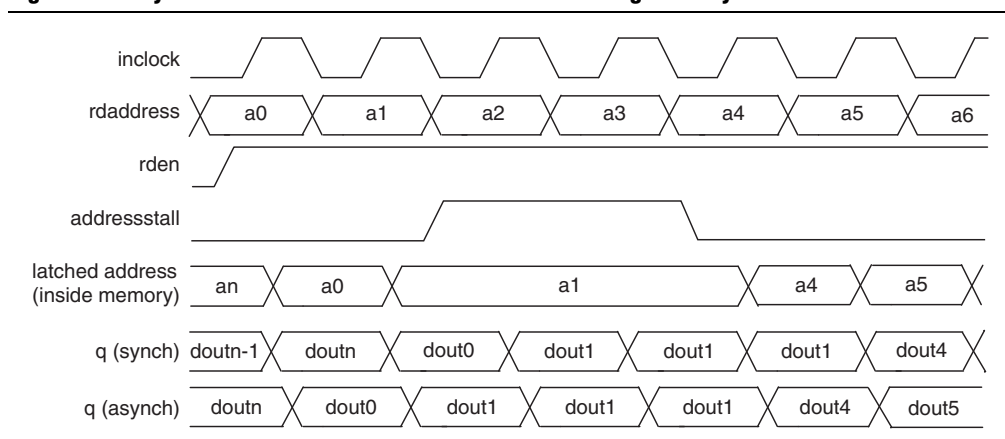 inclock
rdaddress a0 a1 a2 a3 a4 a5 a6
rden
addressstall
latched address
(inside memory) an a0 a1 a4 a5
q (synch) doutn-1 doutn dout0 dout1 dout1 dout1 dout4
q (asynch) doutn dout0 dout1 dout1 dout1 dout4 dout5